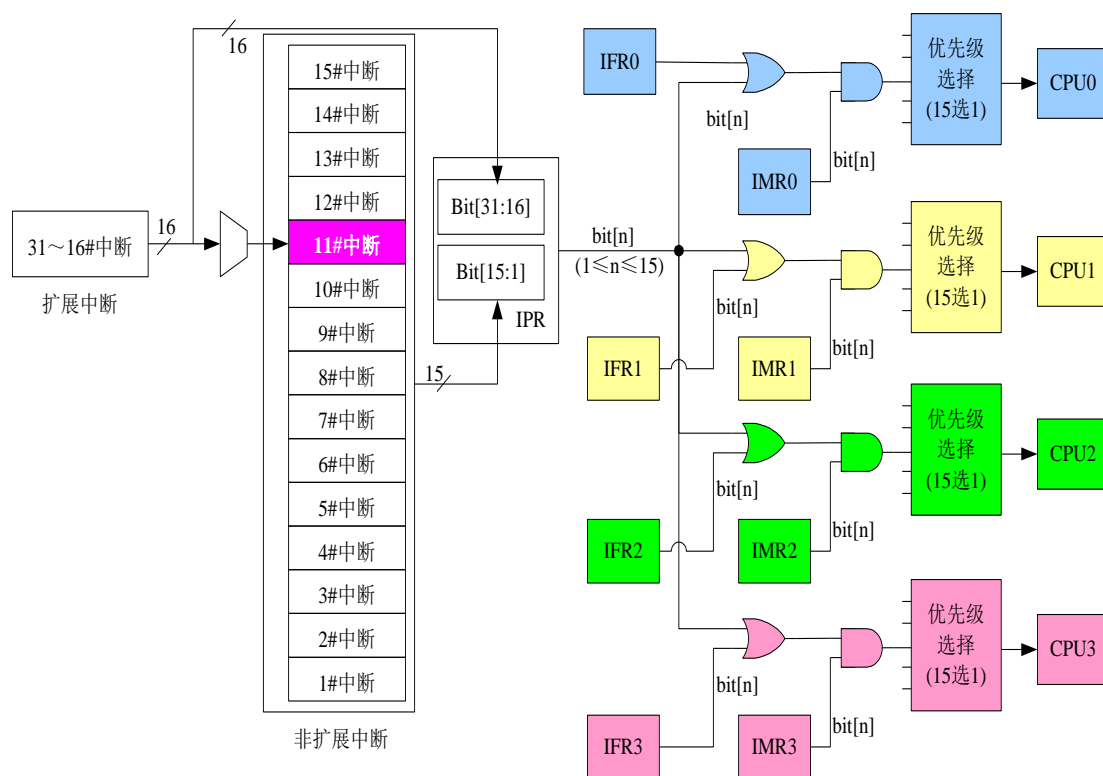 31～16#中断
扩展中断
16
16
15#中断
14#中断
13#中断
12#中断
11#中断
10#中断
9#中断
8#中断
7#中断
6#中断
5#中断
4#中断
3#中断
2#中断
1#中断
非扩展中断
15
Bit[31:16]
Bit[15:1]
IPR
bit[n]
(1≤n≤15)
IFR0
bit[n]
IMR0
bit[n]
优先级
选择
(15选1)
CPU0
IFR1
bit[n]
IMR1
bit[n]
优先级
选择
(15选1)
CPU1
IFR2
bit[n]
IMR2
bit[n]
优先级
选择
(15选1)
CPU2
IFR3
bit[n]
IMR3
bit[n]
优先级
选择
(15选1)
CPU3